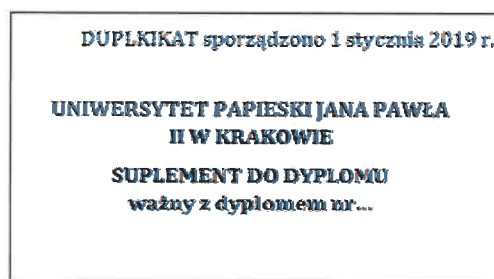 DUPLKIKAT sporządzono 1 stycznia 2019 r.
UNIWERSYTET PAPIESKI JANA PAWŁA
II W KRAKOWIE
SUPLEMENT DO DYPLOMU
ważny z dyplomem nr...